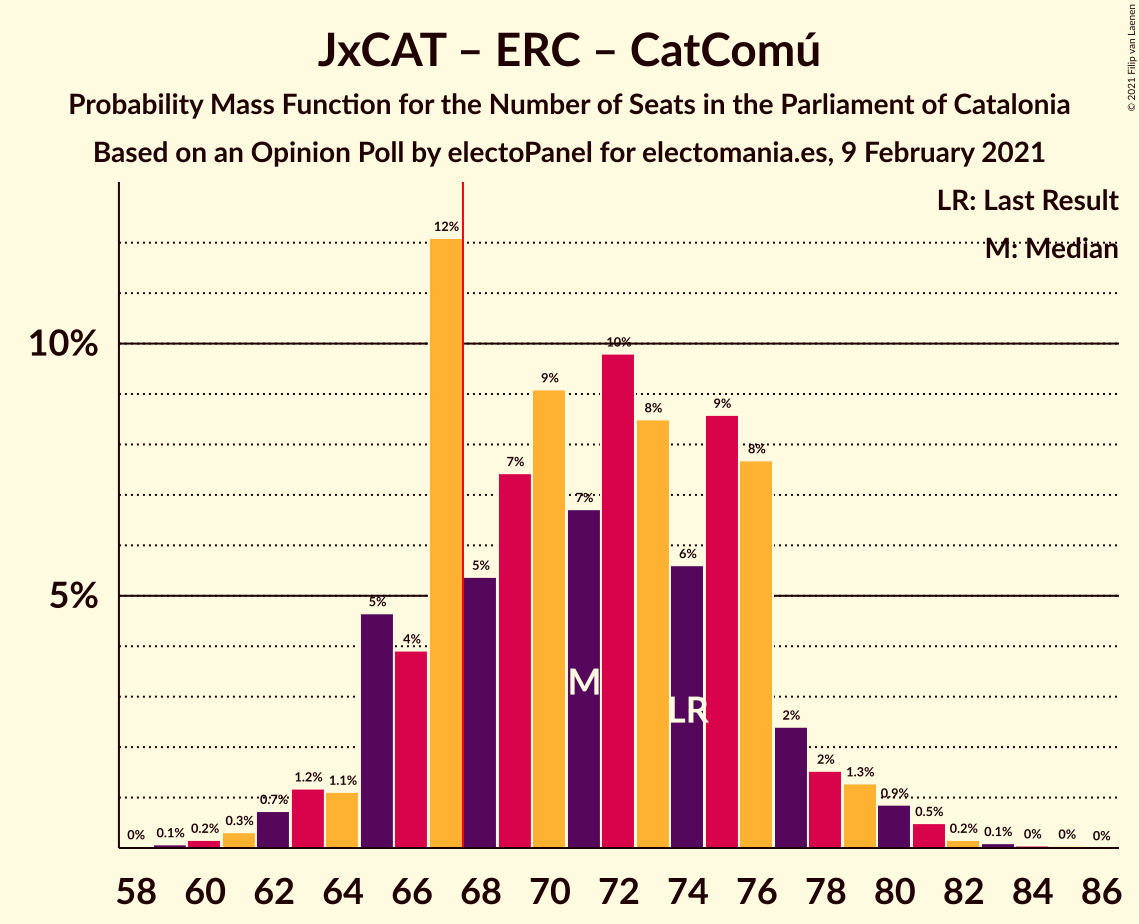 JxCAT – ERC – CatComú
Probability Mass Function for the Number of Seats in the Parliament of Catalonia
Based on an Opinion Poll by electoPanel for electomania.es, 9 February 2021
© 2021 Filip van Laenen
LR: Last Result
M: Median
10%
5%
0% 0.1% 0.2% 0.3% 0.7% 1.2% 1.1% 5% 4% 12% 5% 7% 9% 7% 10% 8% 6% 9% 8% 2% 2% 1.3% 0.9% 0.5% 0.2% 0.1% 0% 0% 0%
M
LR
58 60 62 64 66 68 70 72 74 76 78 80 82 84 86